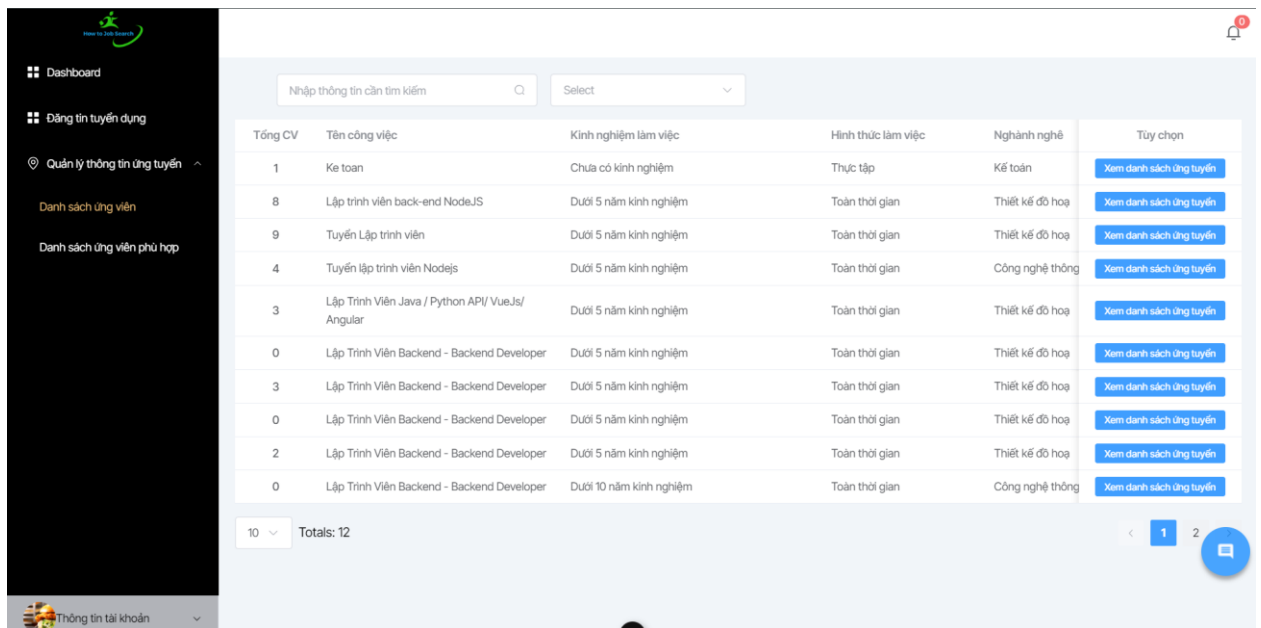 How to Job Search
0
Dashboard
Đăng tin tuyển dụng
Quản lý thông tin ứng tuyển
Danh sách ứng viên
Danh sách ứng viên phù hợp
Thông tin tài khoản
Nhập thông tin cần tìm kiếm
Select
Tổng CV Tên công việc Kinh nghiệm làm việc Hình thức làm việc Nghành nghề Tùy chọn
1 Ke toan Chưa có kinh nghiệm Thực tập Kế toán Xem danh sách ứng tuyển
8 Lập trình viên back-end NodeJS Dưới 5 năm kinh nghiệm Toàn thời gian Thiết kế đồ hoạ Xem danh sách ứng tuyển
9 Tuyển Lập trình viên Dưới 5 năm kinh nghiệm Toàn thời gian Thiết kế đồ hoạ Xem danh sách ứng tuyển
4 Tuyển lập trình viên Nodejs Dưới 5 năm kinh nghiệm Toàn thời gian Công nghệ thông Xem danh sách ứng tuyển
3 Lập Trình Viên Java / Python API/ VueJs/ Dưới 5 năm kinh nghiệm Toàn thời gian Thiết kế đồ hoạ Xem danh sách ứng tuyển
Angular
0 Lập Trình Viên Backend - Backend Developer Dưới 5 năm kinh nghiệm Toàn thời gian Thiết kế đồ hoạ Xem danh sách ứng tuyển
3 Lập Trình Viên Backend - Backend Developer Dưới 5 năm kinh nghiệm Toàn thời gian Thiết kế đồ hoạ Xem danh sách ứng tuyển
0 Lập Trình Viên Backend - Backend Developer Dưới 5 năm kinh nghiệm Toàn thời gian Thiết kế đồ hoạ Xem danh sách ứng tuyển
2 Lập Trình Viên Backend - Backend Developer Dưới 5 năm kinh nghiệm Toàn thời gian Thiết kế đồ hoạ Xem danh sách ứng tuyển
0 Lập Trình Viên Backend - Backend Developer Dưới 10 năm kinh nghiệm Toàn thời gian Công nghệ thông Xem danh sách ứng tuyển
10 Totals: 12 1 2